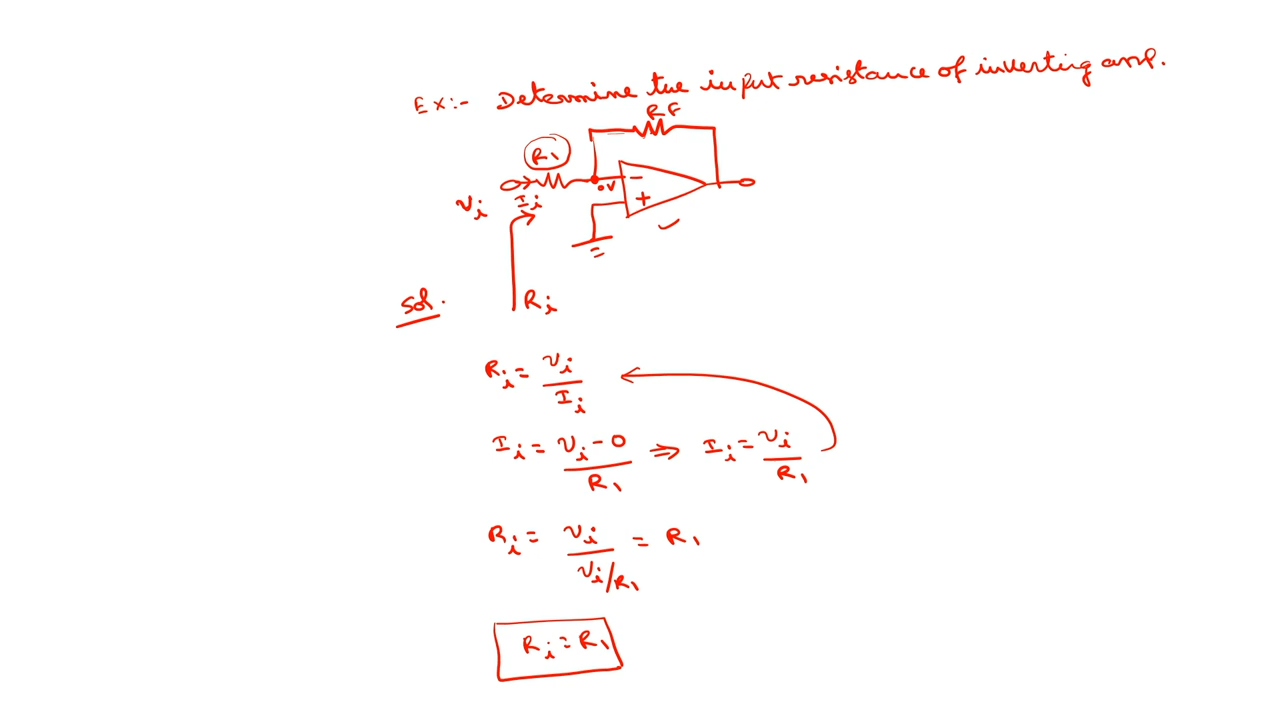 Ex:- Determine the input resistance of inverting amp.
RF
R1
0V
−
+
vi Ii
Ri
Sol.
Ri = vi / Ii
Ii = vi − 0 / R1 ⇒ Ii = vi / R1
Ri = vi / vi/R1 = R1
Ri = R1